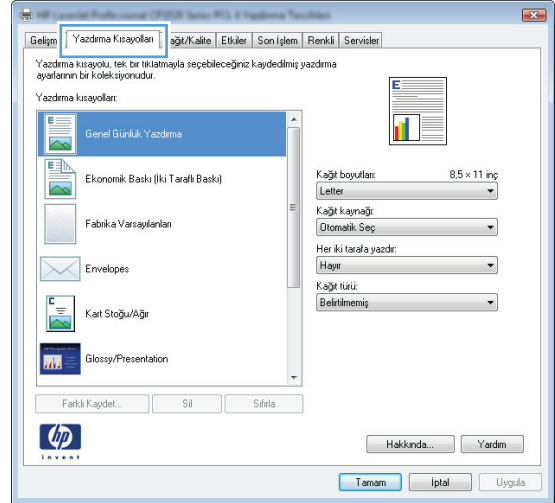 Gelişm
Yazdırma Kısayolları
ağıt/Kalite
Etkiler
Son işlem
Renkli
Servisler
Yazdırma kısayolu, tek bir tıklatmayla seçebileceğiniz kaydedilmiş yazdırma
ayarlarının bir koleksiyonudur.
Yazdırma kısayolları:
Genel Günlük Yazdırma
Ekonomik Baskı (İki Taraflı Baskı)
Fabrika Varsayılanları
Envelopes
Kart Stoğu/Ağır
Glossy/Presentation
Farklı Kaydet...
Sil
Sıfırla
E
Kağıt boyutları: 8,5 × 11 inç
Letter
Kağıt kaynağı:
Otomatik Seç
Her iki tarafa yazdır:
Hayır
Kağıt türü:
Belirtilmemiş
hp
invent
Hakkında...
Yardım
Tamam
İptal
Uygula